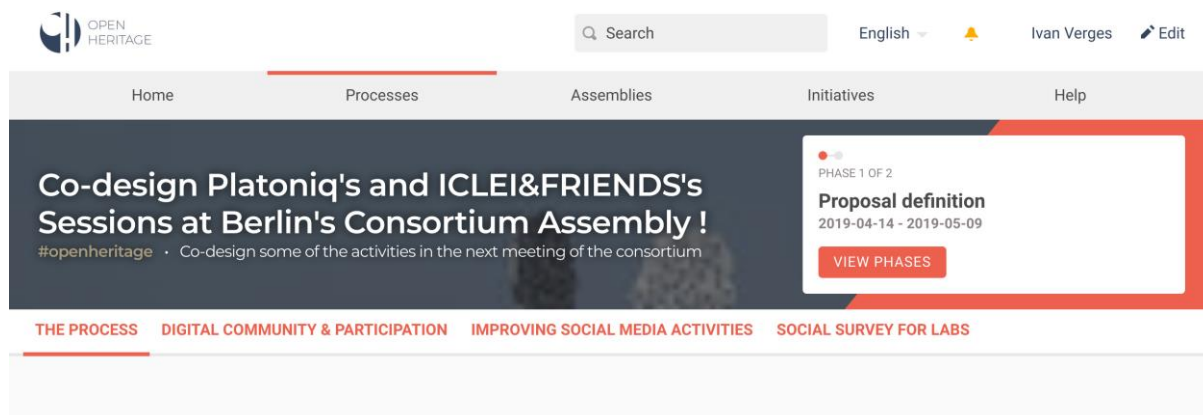 OPEN
HERITAGE
Search
English
Ivan Verges
Edit
Home
Processes
Assemblies
Initiatives
Help
Co-design Platoniq's and ICLEI&FRIENDS's
Sessions at Berlin's Consortium Assembly !
#openheritage · Co-design some of the activities in the next meeting of the consortium
PHASE 1 OF 2
Proposal definition
2019-04-14 - 2019-05-09
VIEW PHASES
THE PROCESS
DIGITAL COMMUNITY & PARTICIPATION
IMPROVING SOCIAL MEDIA ACTIVITIES
SOCIAL SURVEY FOR LABS